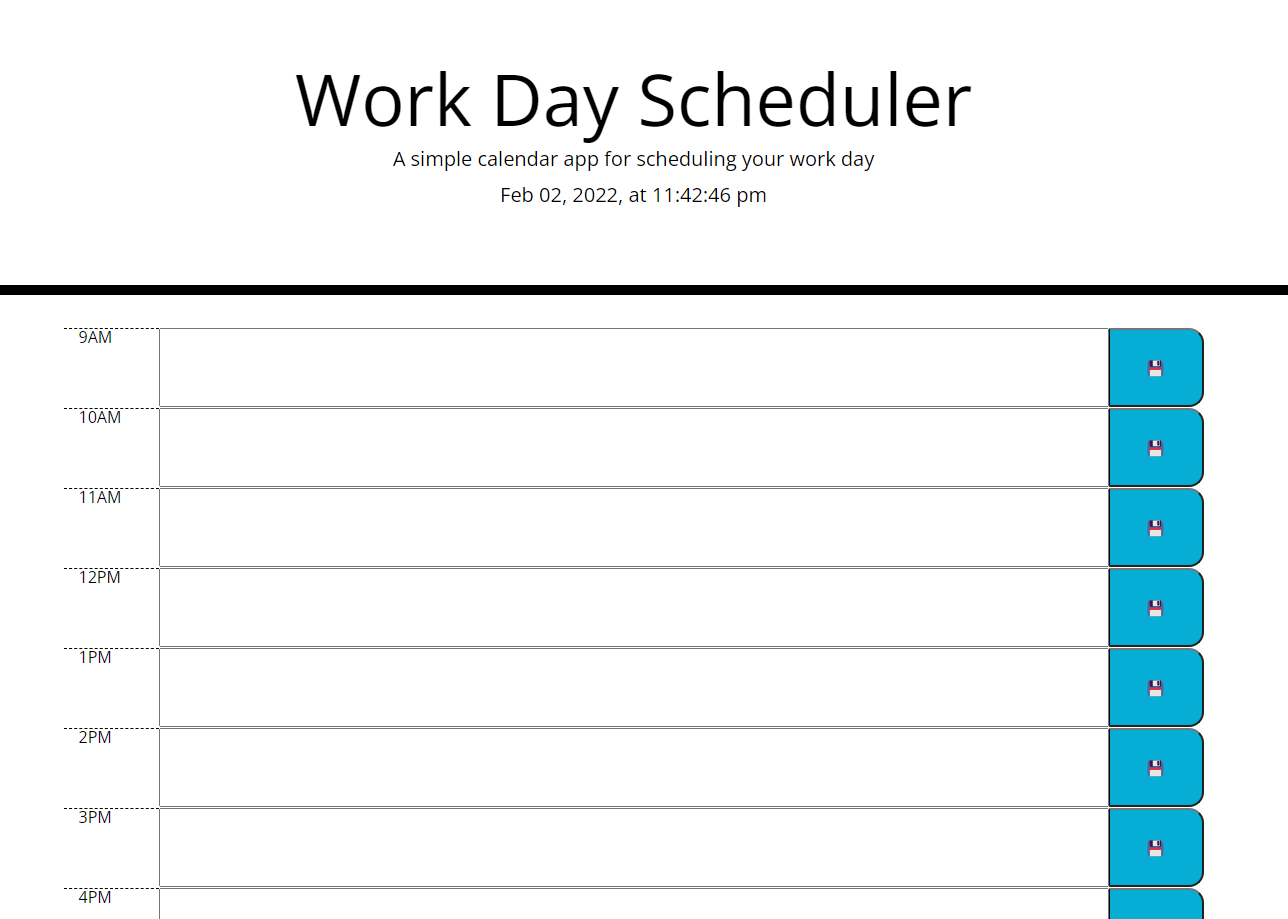 Work Day Scheduler
A simple calendar app for scheduling your work day
Feb 02, 2022, at 11:42:46 pm
9AM
10AM
11AM
12PM
1PM
2PM
3PM
4PM